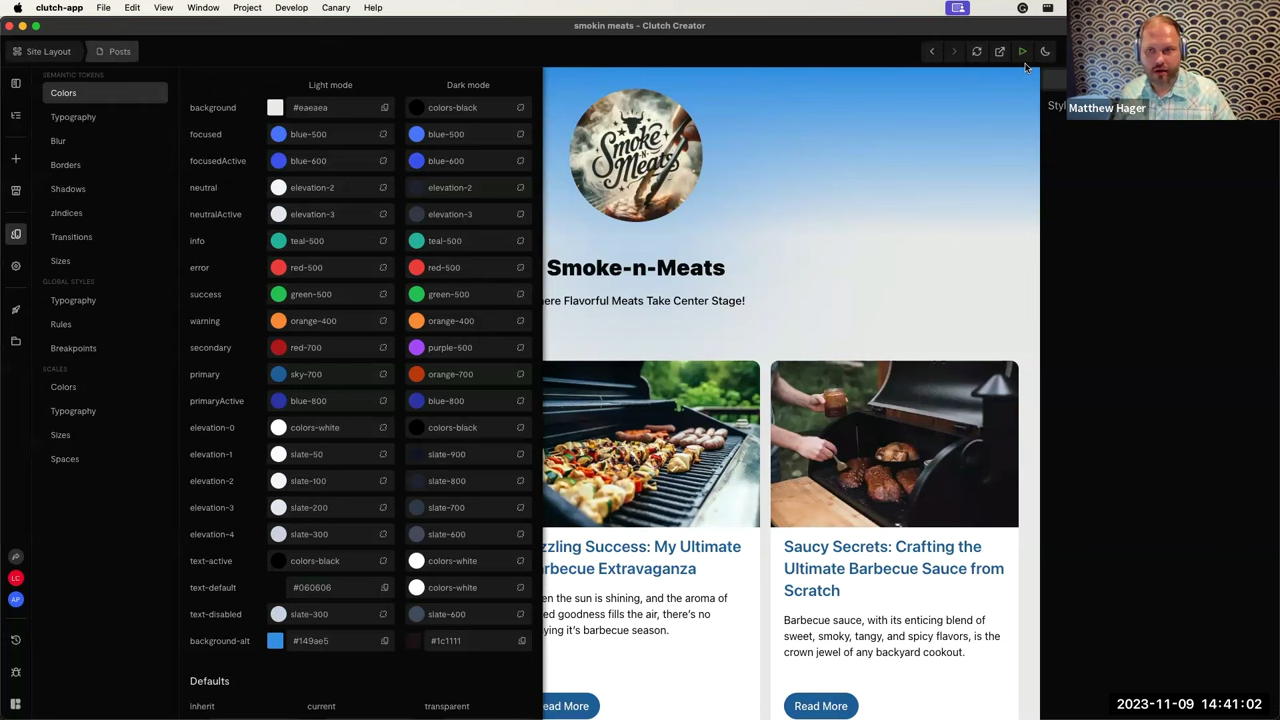 clutch-app File Edit View Window Project Develop Canary Help
smokin meats - Clutch Creator
Site Layout Posts
Matthew Hager
Styl
SEMANTIC TOKENS
Colors
Typography
Blur
Borders
Shadows
zIndices
Transitions
Sizes
GLOBAL STYLES
Typography
Rules
Breakpoints
SCALES
Colors
Typography
Sizes
Spaces
LC
AP
Light mode Dark mode
background #eaeaea colors-black
focused blue-500 blue-500
focusedActive blue-600 blue-600
neutral elevation-2 elevation-2
neutralActive elevation-3 elevation-3
info teal-500 teal-500
error red-500 red-500
success green-500 green-500
warning orange-400 orange-400
secondary red-700 purple-500
primary sky-700 orange-700
primaryActive blue-800 blue-800
elevation-0 colors-white colors-black
elevation-1 slate-50 slate-900
elevation-2 slate-100 slate-800
elevation-3 slate-200 slate-700
elevation-4 slate-300 slate-600
text-active colors-black colors-white
text-default #060606 colors-white
text-disabled slate-300 slate-600
background-alt #149ae5 #1c1111
Defaults
inherit current transparent
Smoke
-N-
Meats
Smoke-n-Meats
ere Flavorful Meats Take Center Stage!
zzling Success: My Ultimate
rbecue Extravaganza
en the sun is shining, and the aroma of
ed goodness fills the air, there's no
ying it's barbecue season.
ead More
Saucy Secrets: Crafting the
Ultimate Barbecue Sauce from
Scratch
Barbecue sauce, with its enticing blend of
sweet, smoky, tangy, and spicy flavors, is the
crown jewel of any backyard cookout.
Read More
2023-11-09 14:41:02